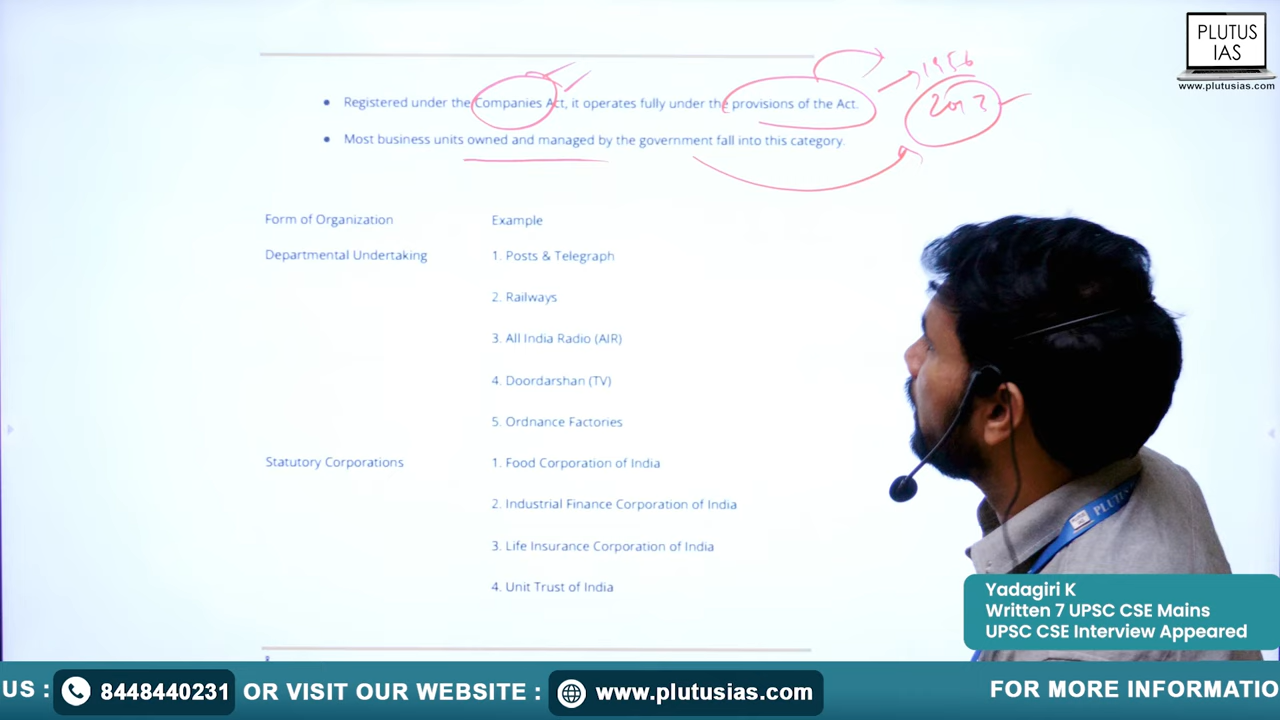 PLUTUS
IAS
www.plutusias.com
1956
• Registered under the Companies Act, it operates fully under the provisions of the Act.
• Most business units owned and managed by the government fall into this category.
Form of Organization Example
Departmental Undertaking 1. Posts & Telegraph
2. Railways
3. All India Radio (AIR)
4. Doordarshan (TV)
5. Ordnance Factories
Statutory Corporations 1. Food Corporation of India
2. Industrial Finance Corporation of India
3. Life Insurance Corporation of India
4. Unit Trust of India
PLUTUS
Yadagiri K
Written 7 UPSC CSE Mains
UPSC CSE Interview Appeared
US : 8448440231 OR VISIT OUR WEBSITE : www.plutusias.com FOR MORE INFORMATIO